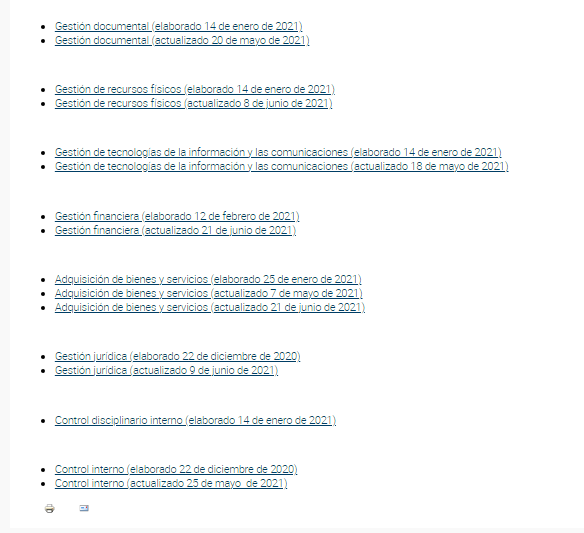 Gestión documental (elaborado 14 de enero de 2021)
Gestión documental (actualizado 20 de mayo de 2021)
Gestión de recursos físicos (elaborado 14 de enero de 2021)
Gestión de recursos físicos (actualizado 8 de junio de 2021)
Gestión de tecnologías de la información y las comunicaciones (elaborado 14 de enero de 2021)
Gestión de tecnologías de la información y las comunicaciones (actualizado 18 de mayo de 2021)
Gestión financiera (elaborado 12 de febrero de 2021)
Gestión financiera (actualizado 21 de junio de 2021)
Adquisición de bienes y servicios (elaborado 25 de enero de 2021)
Adquisición de bienes y servicios (actualizado 7 de mayo de 2021)
Adquisición de bienes y servicios (actualizado 21 de junio de 2021)
Gestión jurídica (elaborado 22 de diciembre de 2020)
Gestión jurídica (actualizado 9 de junio de 2021)
Control disciplinario interno (elaborado 14 de enero de 2021)
Control interno (elaborado 22 de diciembre de 2020)
Control interno (actualizado 25 de mayo  de 2021)